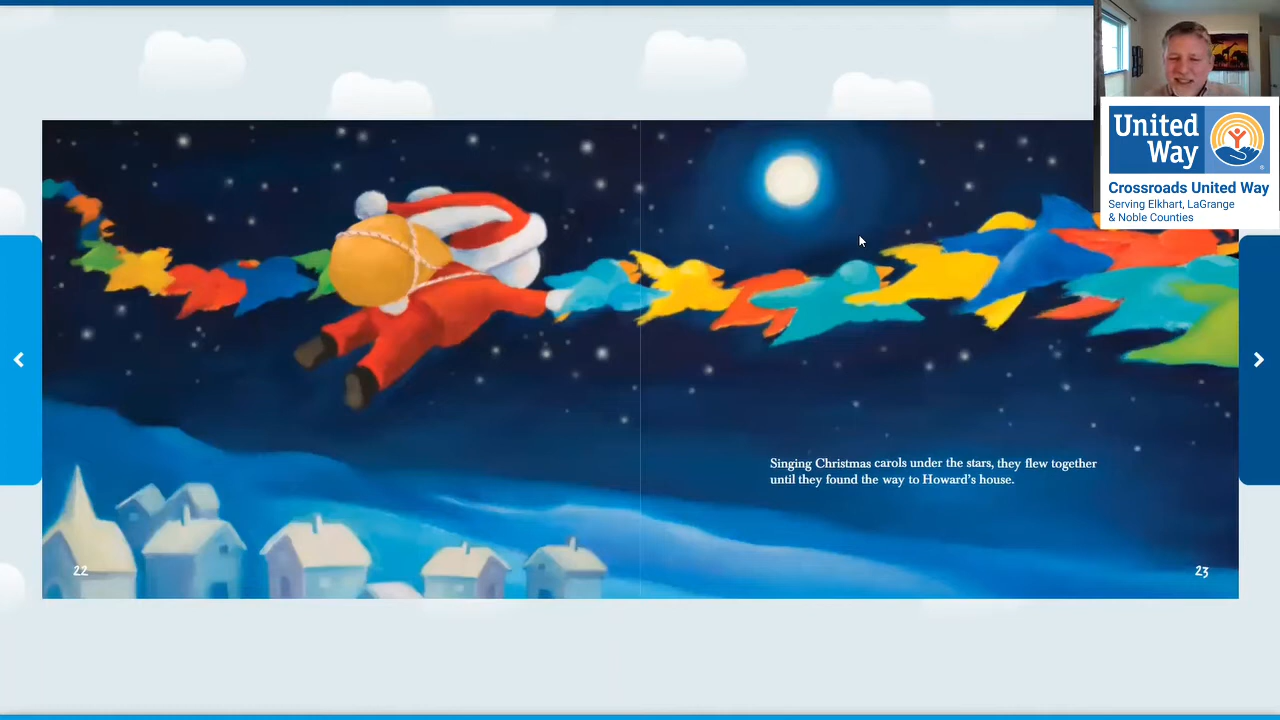 United
Way
Crossroads United Way
Serving Elkhart, LaGrange
& Noble Counties
Singing Christmas carols under the stars, they flew together
until they found the way to Howard's house.
22
23